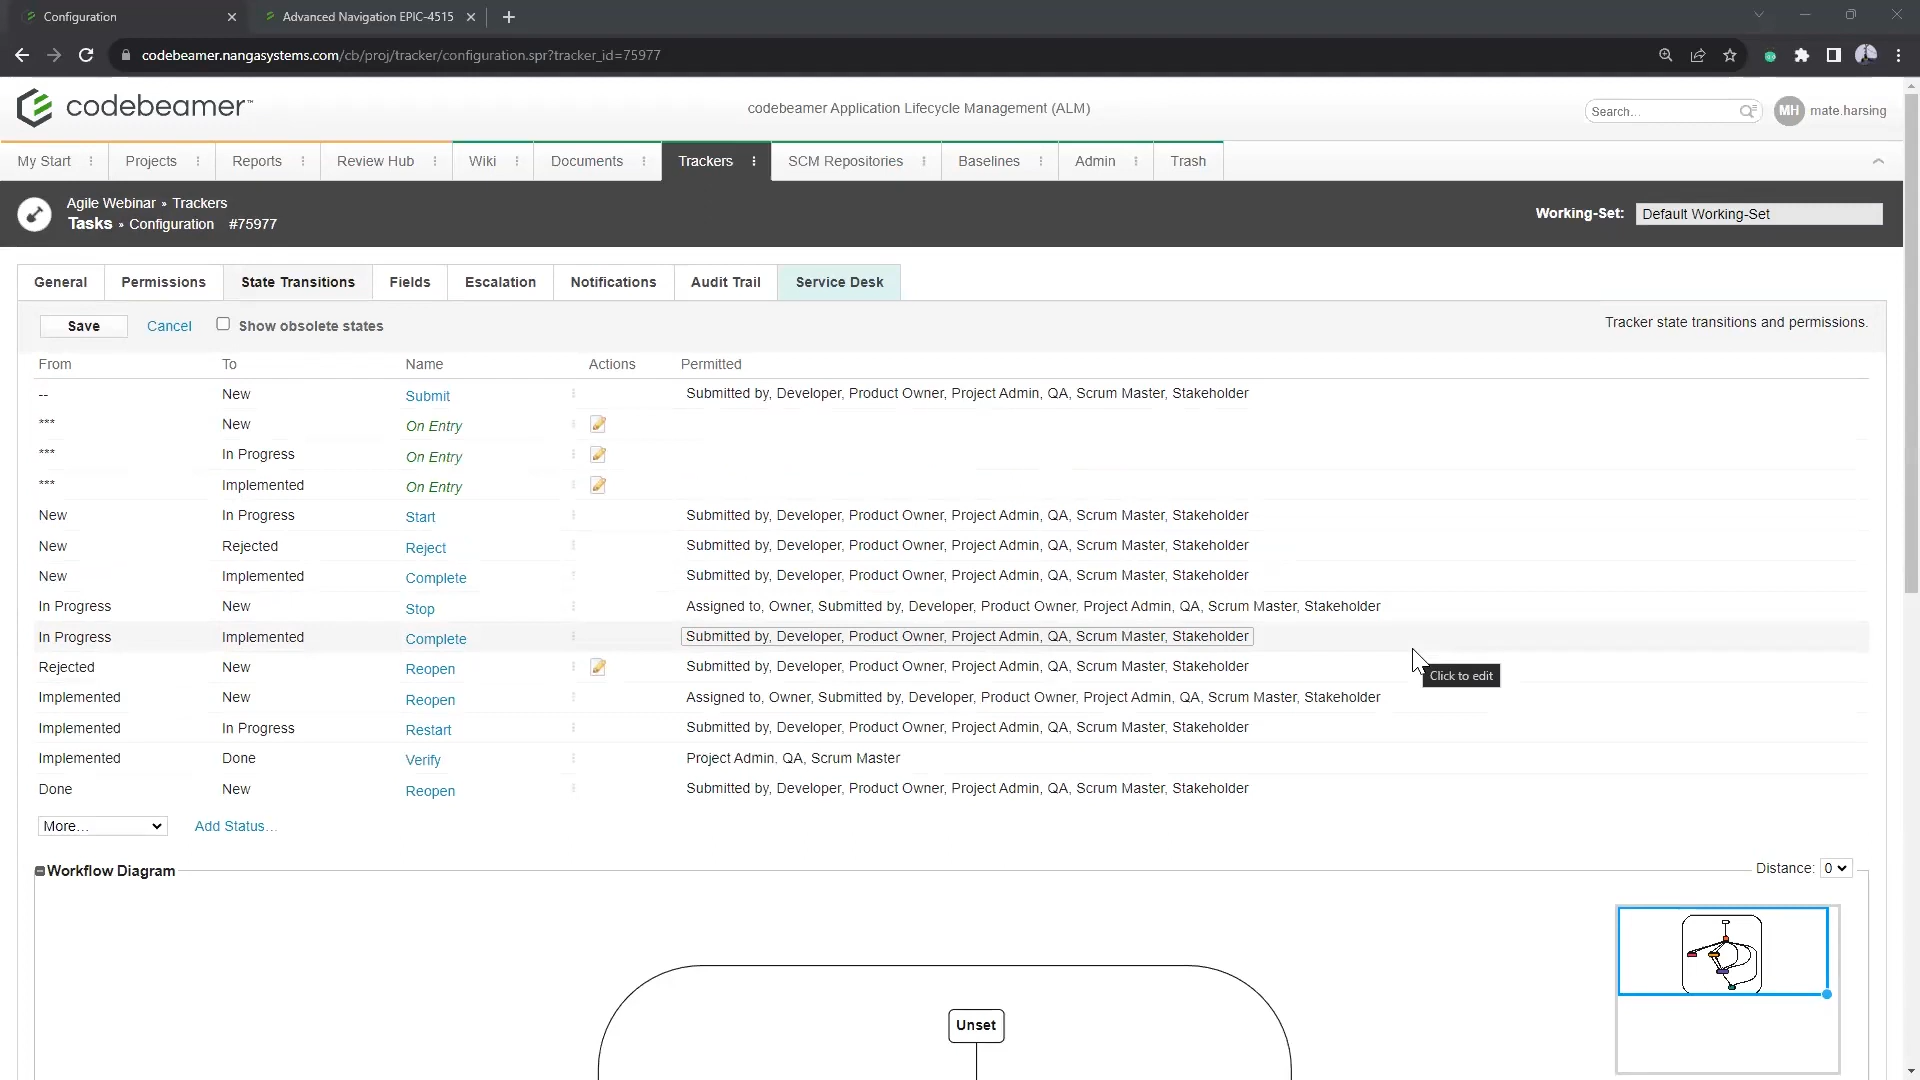 Configuration
Advanced Navigation EPIC-4515
codebeamer.nangasystems.com/cb/proj/tracker/configuration.spr?tracker_id=75977
codebeamer™
codebeamer Application Lifecycle Management (ALM)
Search...
MH mate.harsing
My Start Projects Reports Review Hub Wiki Documents Trackers SCM Repositories Baselines Admin Trash
Agile Webinar » Trackers
Tasks » Configuration #75977
Working-Set: Default Working-Set
General Permissions State Transitions Fields Escalation Notifications Audit Trail Service Desk
Save Cancel Show obsolete states
Tracker state transitions and permissions.
From To Name Actions Permitted
-- New Submit Submitted by, Developer, Product Owner, Project Admin, QA, Scrum Master, Stakeholder
*** New On Entry
*** In Progress On Entry
*** Implemented On Entry
New In Progress Start Submitted by, Developer, Product Owner, Project Admin, QA, Scrum Master, Stakeholder
New Rejected Reject Submitted by, Developer, Product Owner, Project Admin, QA, Scrum Master, Stakeholder
New Implemented Complete Submitted by, Developer, Product Owner, Project Admin, QA, Scrum Master, Stakeholder
In Progress New Stop Assigned to, Owner, Submitted by, Developer, Product Owner, Project Admin, QA, Scrum Master, Stakeholder
In Progress Implemented Complete Submitted by, Developer, Product Owner, Project Admin, QA, Scrum Master, Stakeholder
Rejected New Reopen Submitted by, Developer, Product Owner, Project Admin, QA, Scrum Master, Stakeholder
Click to edit
Implemented New Reopen Assigned to, Owner, Submitted by, Developer, Product Owner, Project Admin, QA, Scrum Master, Stakeholder
Implemented In Progress Restart Submitted by, Developer, Product Owner, Project Admin, QA, Scrum Master, Stakeholder
Implemented Done Verify Project Admin, QA, Scrum Master
Done New Reopen Submitted by, Developer, Product Owner, Project Admin, QA, Scrum Master, Stakeholder
More... Add Status...
Workflow Diagram
Distance: 0
Unset